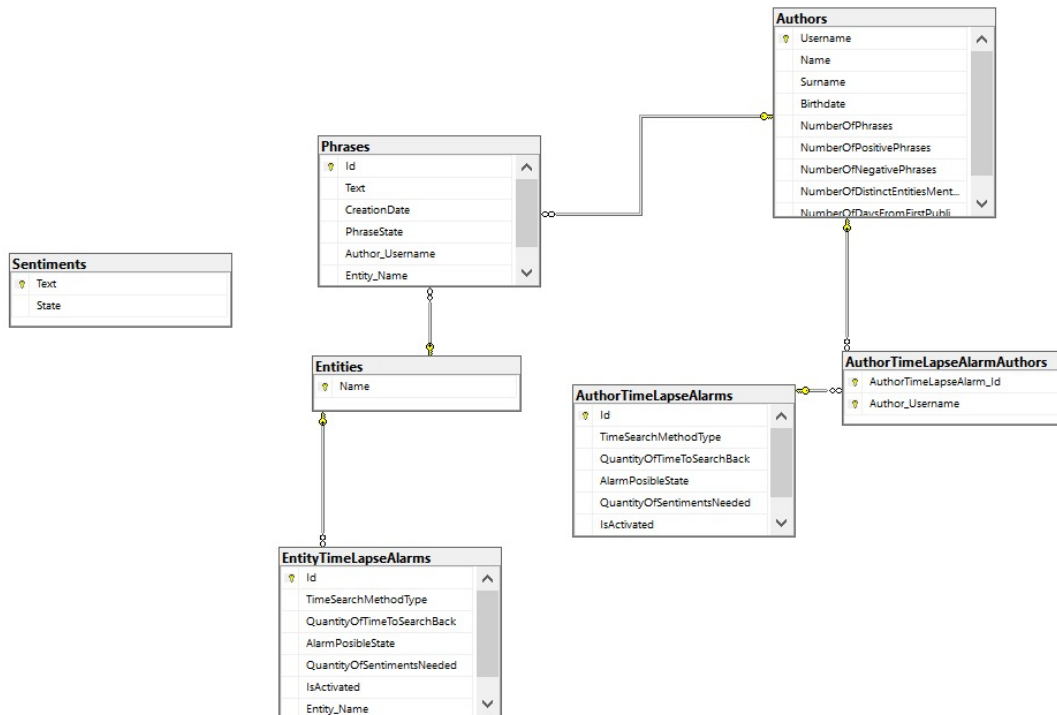 Authors
Username
Name
Surname
Birthdate
NumberOfPhrases
NumberOfPositivePhrases
NumberOfNegativePhrases
NumberOfDistinctEntitiesMent...
NumberOfDaysFromFirstPubli
Phrases
Id
Text
CreationDate
PhraseState
Author_Username
Entity_Name
Sentiments
Text
State
Entities
Name
AuthorTimeLapseAlarmAuthors
AuthorTimeLapseAlarm_Id
Author_Username
AuthorTimeLapseAlarms
Id
TimeSearchMethodType
QuantityOfTimeToSearchBack
AlarmPosibleState
QuantityOfSentimentsNeeded
IsActivated
EntityTimeLapseAlarms
Id
TimeSearchMethodType
QuantityOfTimeToSearchBack
AlarmPosibleState
QuantityOfSentimentsNeeded
IsActivated
Entity_Name